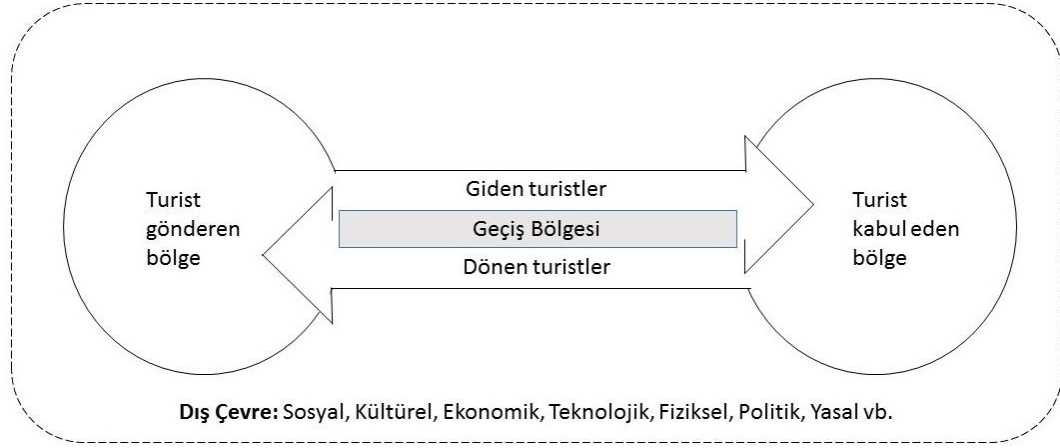 Turist
gönderen
bölge
Giden turistler
Geçiş Bölgesi
Dönen turistler
Turist
kabul eden
bölge
Dış Çevre: Sosyal, Kültürel, Ekonomik, Teknolojik, Fiziksel, Politik, Yasal vb.